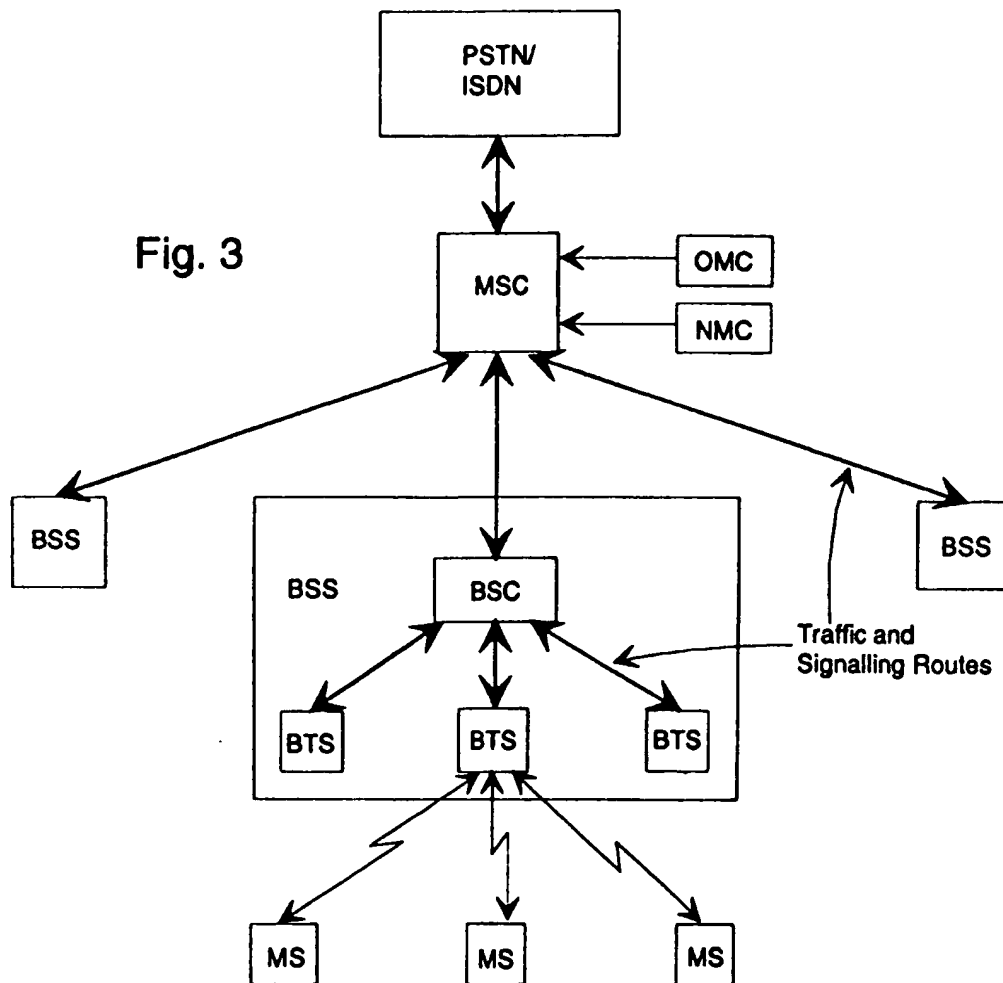 PSTN/
ISDN
Fig. 3
MSC
OMC
NMC
BSS
BSS
BSC
BSS
Traffic and
Signalling Routes
BTS
BTS
BTS
MS
MS
MS